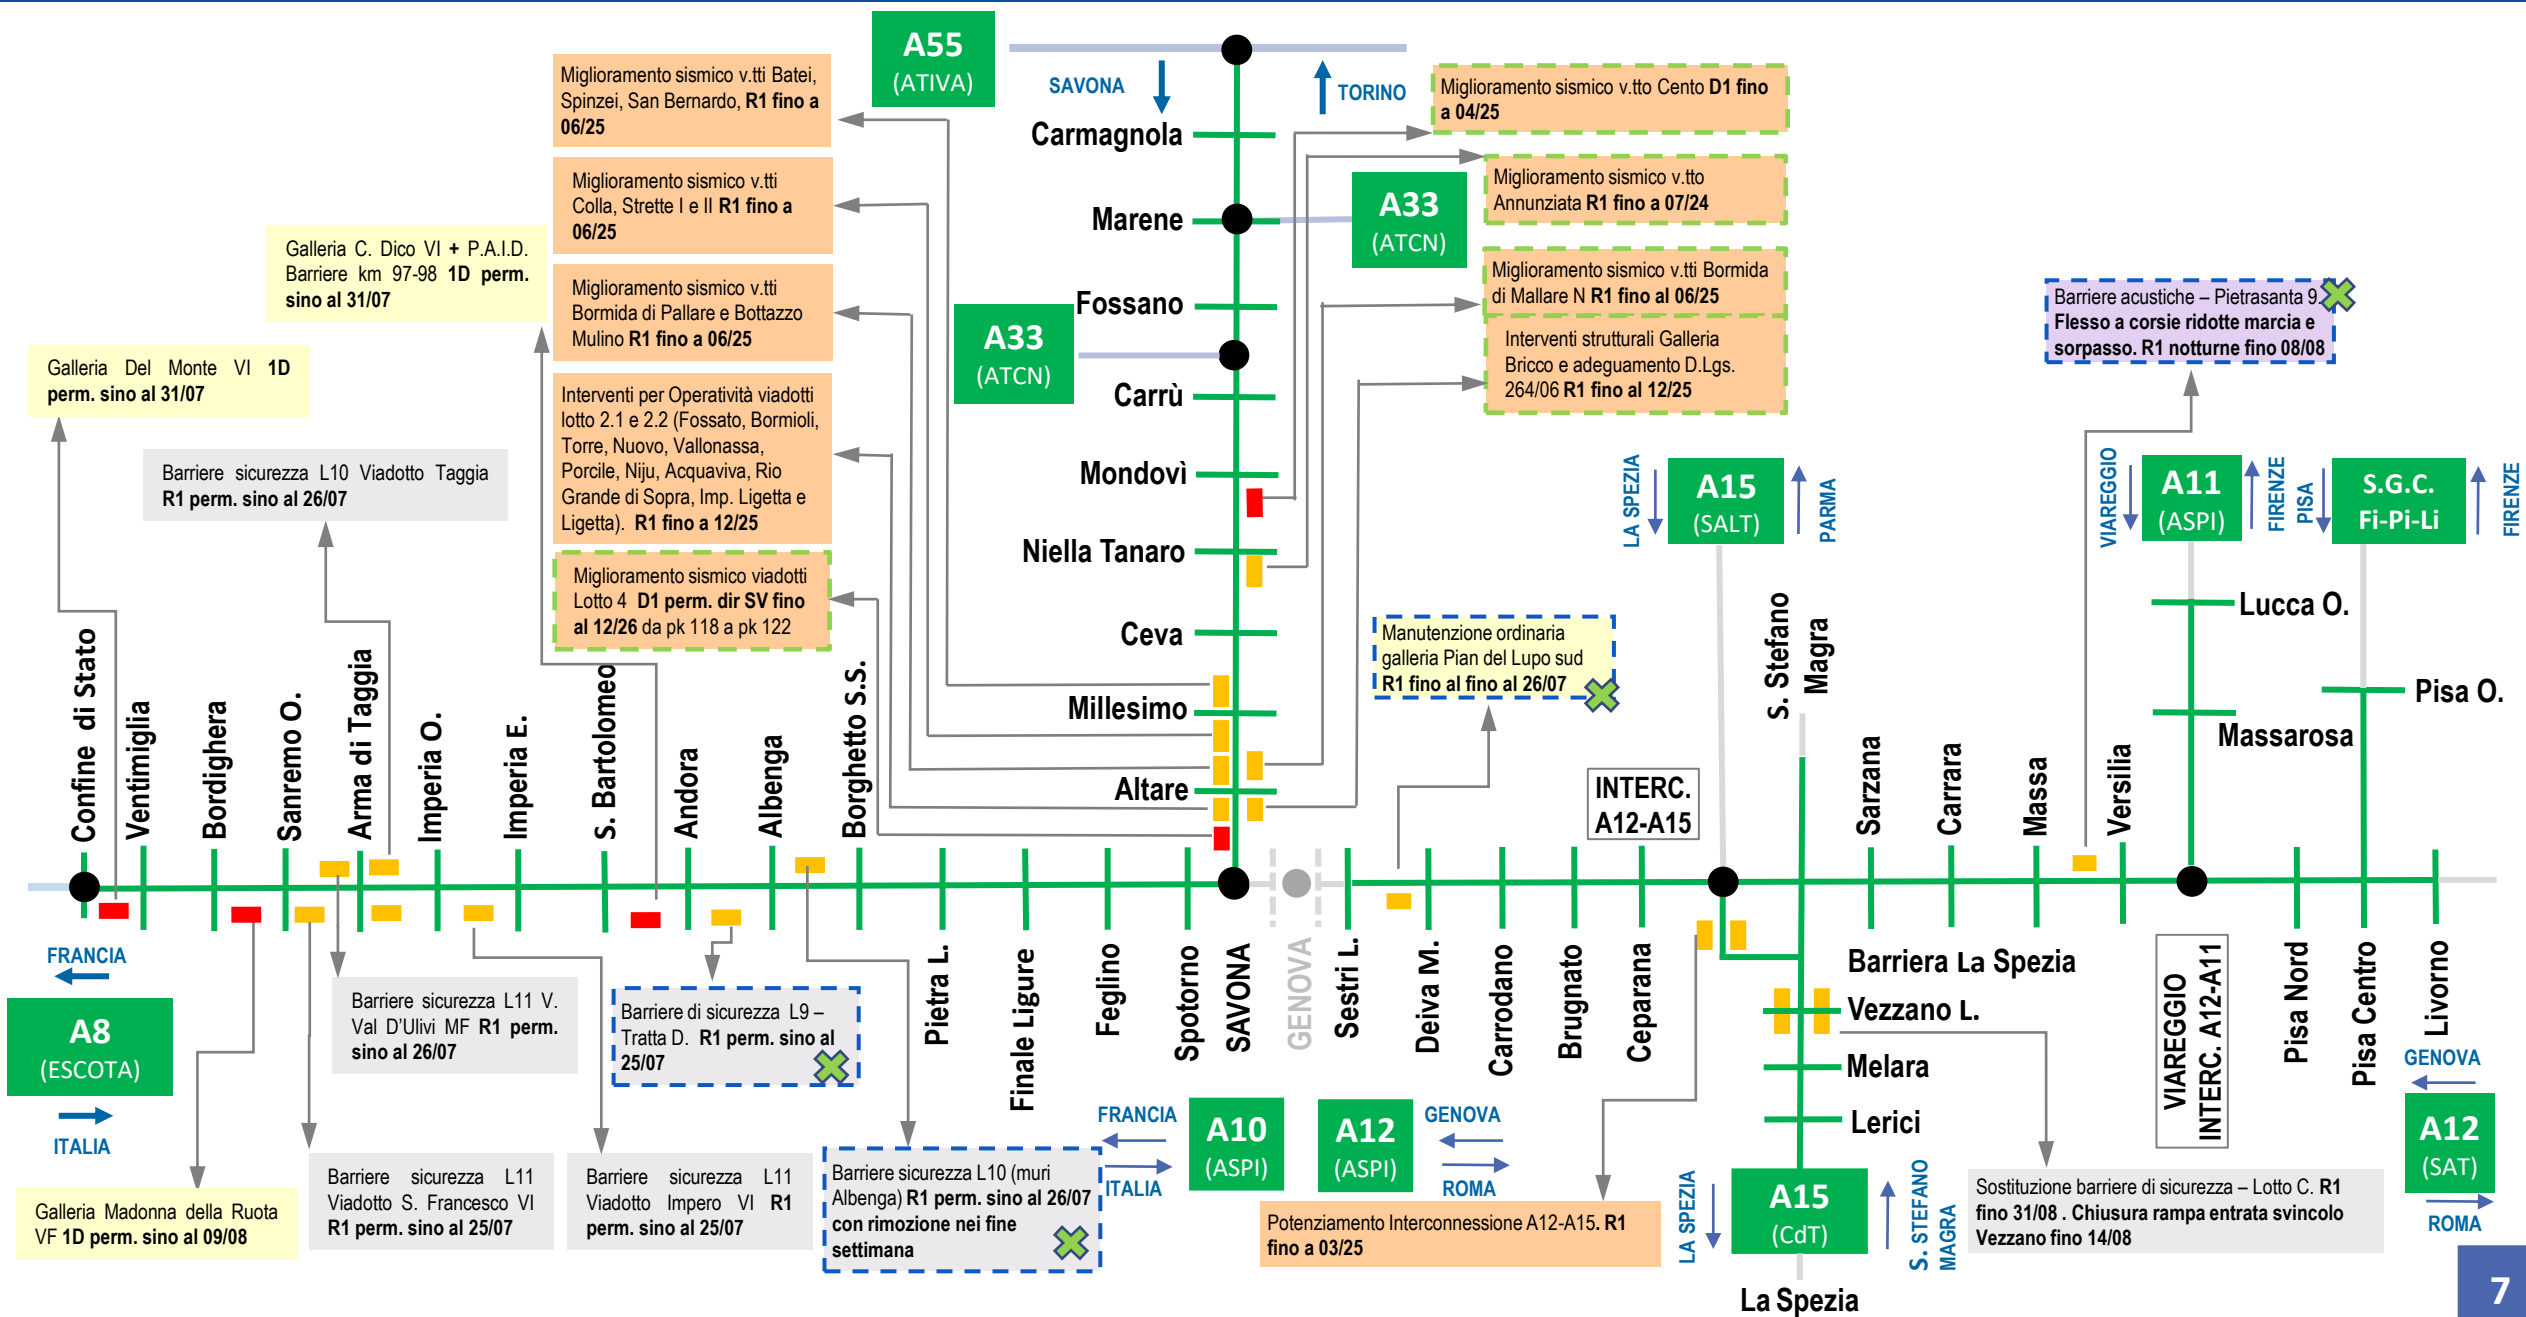 A55
(ATIVA)
SAVONA
TORINO
Miglioramento sismico v.tti Batei,
Spinzei, San Bernardo, R1 fino a
06/25
Miglioramento sismico v.tto Cento D1 fino
a 04/25
Carmagnola
Miglioramento sismico v.tti
Colla, Strette I e II R1 fino a
06/25
Miglioramento sismico v.tto
Annunziata R1 fino a 07/24
Marene
A33
(ATCN)
Galleria C. Dico VI + P.A.I.D.
Barriere km 97-98 1D perm.
sino al 31/07
Miglioramento sismico v.tti
Bormida di Pallare e Bottazzo
Mulino R1 fino a 06/25
Miglioramento sismico v.tti Bormida
di Mallare N R1 fino al 06/25
Fossano
A33
(ATCN)
Interventi strutturali Galleria
Bricco e adeguamento D.Lgs.
264/06 R1 fino al 12/25
Barriere acustiche – Pietrasanta 9.
Flesso a corsie ridotte marcia e
sorpasso. R1 notturne fino 08/08
Galleria Del Monte VI 1D
perm. sino al 31/07
Carrù
Interventi per Operatività viadotti
lotto 2.1 e 2.2 (Fossato, Bormioli,
Torre, Nuovo, Vallonassa,
Porcile, Niju, Acquaviva, Rio
Grande di Sopra, Imp. Ligetta e
Ligetta). R1 fino a 12/25
Barriere sicurezza L10 Viadotto Taggia
R1 perm. sino al 26/07
Mondovì
LA SPEZIA
A15
(SALT)
PARMA
VIAREGGIO
A11
(ASPI)
FIRENZE
PISA
S.G.C.
Fi-Pi-Li
FIRENZE
Niella Tanaro
Miglioramento sismico viadotti
Lotto 4 D1 perm. dir SV fino
al 12/26 da pk 118 a pk 122
Ceva
Manutenzione ordinaria
galleria Pian del Lupo sud
R1 fino al fino al 26/07
Lucca O.
Pisa O.
Massarosa
Millesimo
Altare
INTERC.
A12-A15
Confine di Stato
Ventimiglia
Bordighera
Sanremo O.
Arma di Taggia
Imperia O.
Imperia E.
S. Bartolomeo
Andora
Albenga
Borghetto S.S.
S. Stefano
Magra
Sarzana
Carrara
Massa
Versilia
Pietra L.
Finale Ligure
Feglino
Spotorno
SAVONA
GENOVA
Sestri L.
Deiva M.
Carrodano
Brugnato
Ceparana
Barriera La Spezia
Vezzano L.
Melara
Lerici
VIAREGGIO
INTERC. A12-A11
Pisa Nord
Pisa Centro
Livorno
FRANCIA
A8
(ESCOTA)
ITALIA
Barriere sicurezza L11 V.
Val D'Ulivi MF R1 perm.
sino al 26/07
Barriere di sicurezza L9 –
Tratta D. R1 perm. sino al
25/07
GENOVA
A12
(SAT)
ROMA
FRANCIA
A10
(ASPI)
ITALIA
A12
(ASPI)
GENOVA
ROMA
Barriere sicurezza L11
Viadotto S. Francesco VI
R1 perm. sino al 25/07
Barriere sicurezza L11
Viadotto Impero VI R1
perm. sino al 25/07
Barriere sicurezza L10 (muri
Albenga) R1 perm. sino al 26/07
con rimozione nei fine
settimana
Galleria Madonna della Ruota
VF 1D perm. sino al 09/08
Potenziamento Interconnessione A12-A15. R1
fino a 03/25
LA SPEZIA
A15
(CdT)
S. STEFANO
MAGRA
Sostituzione barriere di sicurezza – Lotto C. R1
fino 31/08 . Chiusura rampa entrata svincolo
Vezzano fino 14/08
La Spezia
7